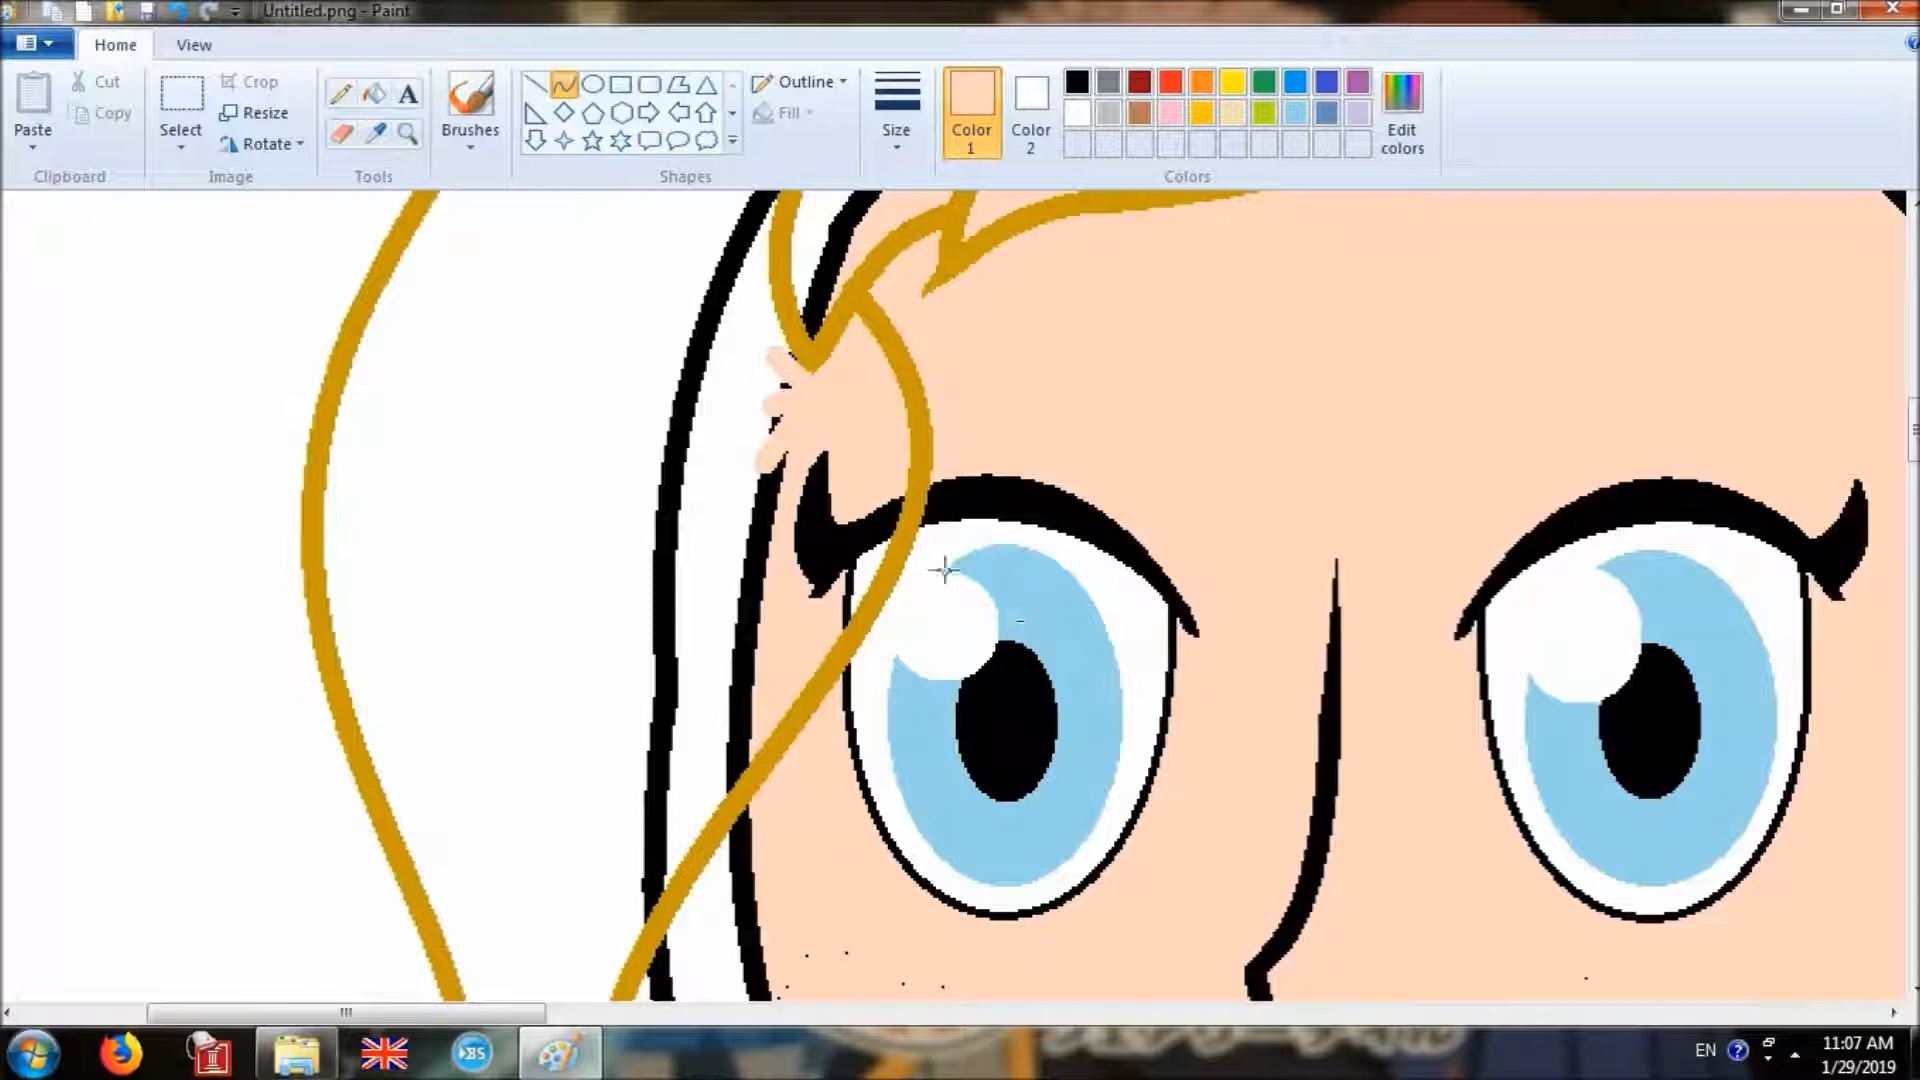 Untitled.png - Paint
Home View
Paste
Cut
Copy
Clipboard
Select
Crop
Resize
Rotate
Image
A
Tools
Brushes
Outline
Fill
Shapes
Size
Color 1
Color 2
Edit colors
Colors
BS
EN
11:07 AM
1/29/2019